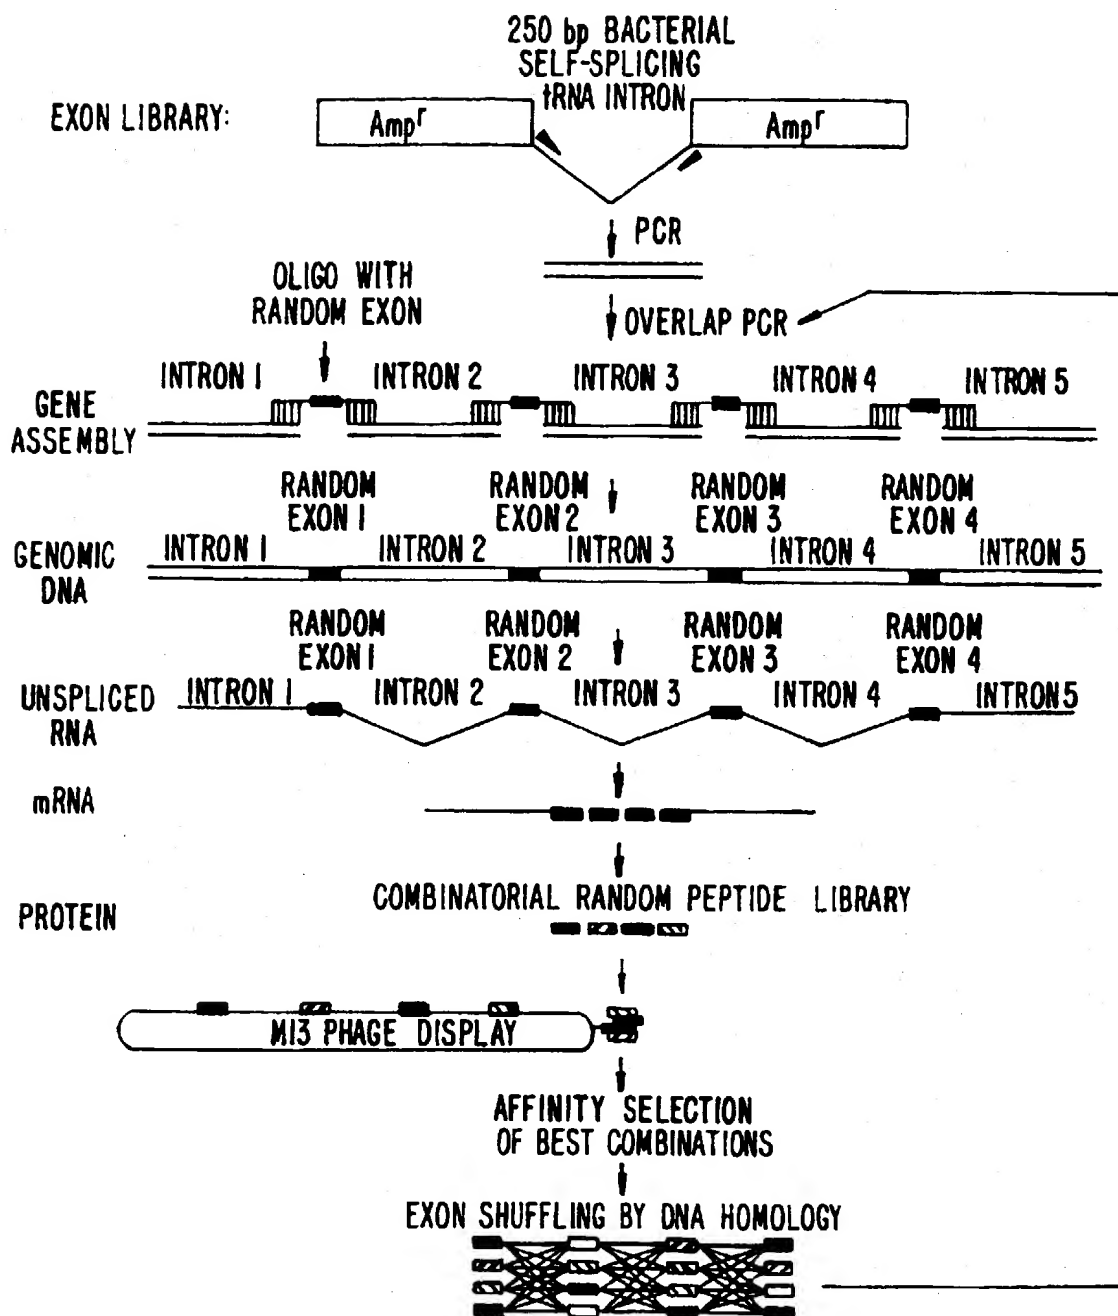 250 bp BACTERIAL
SELF-SPLICING
tRNA INTRON
EXON LIBRARY:
Ampʳ
Ampʳ
PCR
OLIGO WITH
RANDOM EXON
OVERLAP PCR
INTRON 1
INTRON 2
INTRON 3
INTRON 4
INTRON 5
GENE
ASSEMBLY
RANDOM
EXON 1
RANDOM
EXON 2
RANDOM
EXON 3
RANDOM
EXON 4
GENOMIC
DNA
INTRON 1
INTRON 2
INTRON 3
INTRON 4
INTRON 5
RANDOM
EXON 1
RANDOM
EXON 2
RANDOM
EXON 3
RANDOM
EXON 4
UNSPLICED
RNA
INTRON 1
INTRON 2
INTRON 3
INTRON 4
INTRON 5
mRNA
COMBINATORIAL RANDOM PEPTIDE LIBRARY
PROTEIN
M13 PHAGE DISPLAY
AFFINITY SELECTION
OF BEST COMBINATIONS
EXON SHUFFLING BY DNA HOMOLOGY